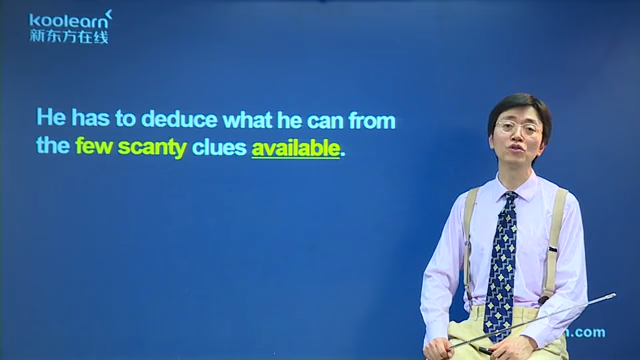 koolearn
新东方在线
He has to deduce what he can from
the few scanty clues available.
.com